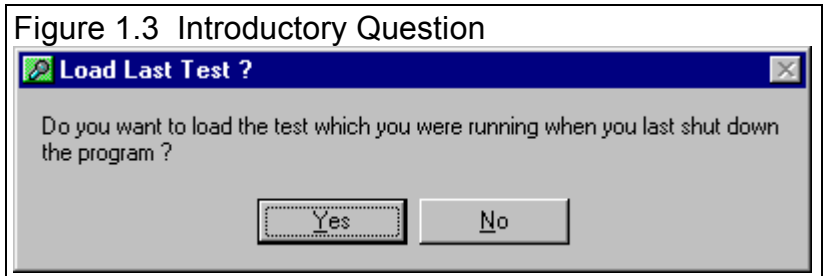 Figure 1.3 Introductory Question
Load Last Test ?
Do you want to load the test which you were running when you last shut down
the program ?
Yes No